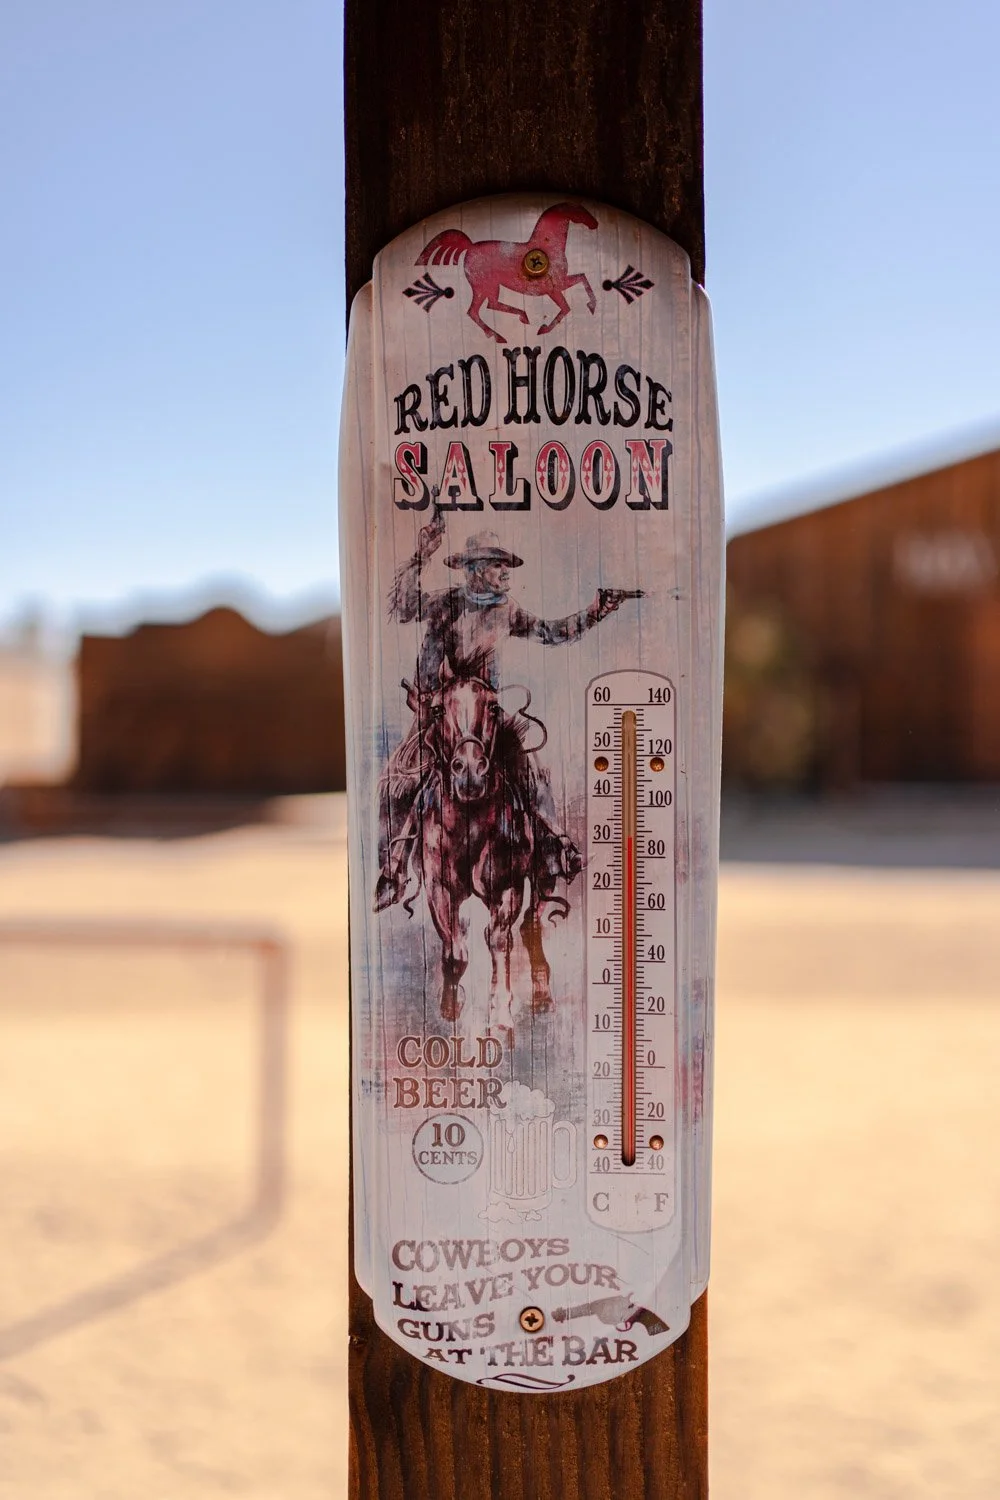 RED HORSE
SALOON
60 140
50 120
40 100
30 80
20 60
10 40
0 20
10 0
20 20
30 40
40
C F
COLD
BEER
10
CENTS
COWBOYS
LEAVE YOUR
GUNS
AT THE BAR